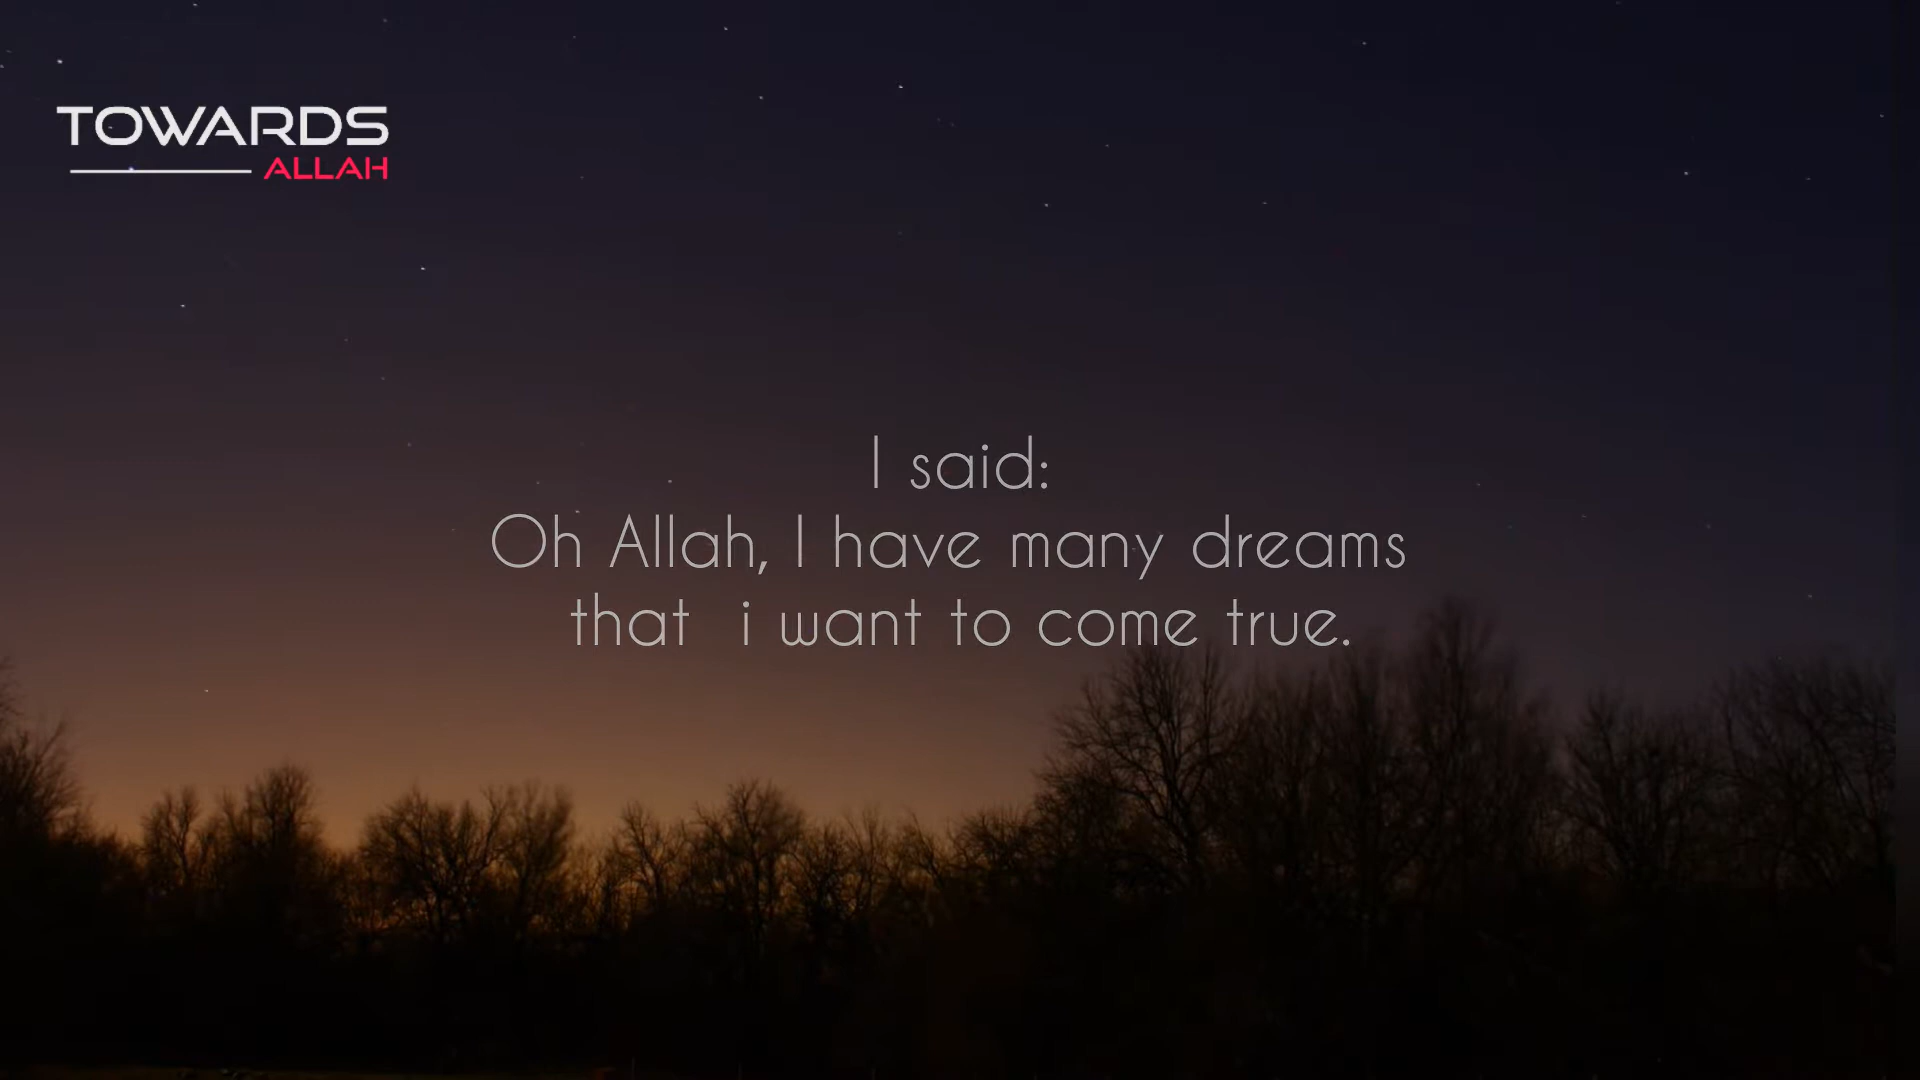 TOWARDS
ALLAH
I said:
Oh Allah, I have many dreams
that i want to come true.